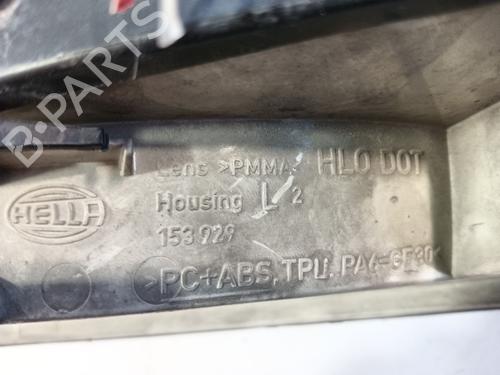 B-PARTS
Lens >PMMA< HLO DOT
HELLA
Housing L 2
153 929
>PC+ABS, TPU, PA6-GF30<